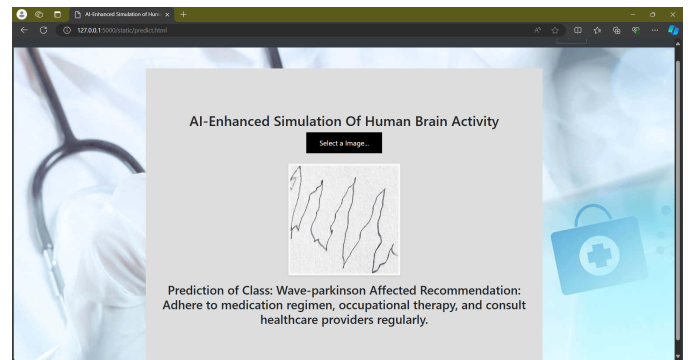 AI-Enhanced Simulation of Hum
127.0.0.1:5000/static/predict.html
AI-Enhanced Simulation Of Human Brain Activity
Select a Image...
Prediction of Class: Wave-parkinson Affected Recommendation:
Adhere to medication regimen, occupational therapy, and consult
healthcare providers regularly.